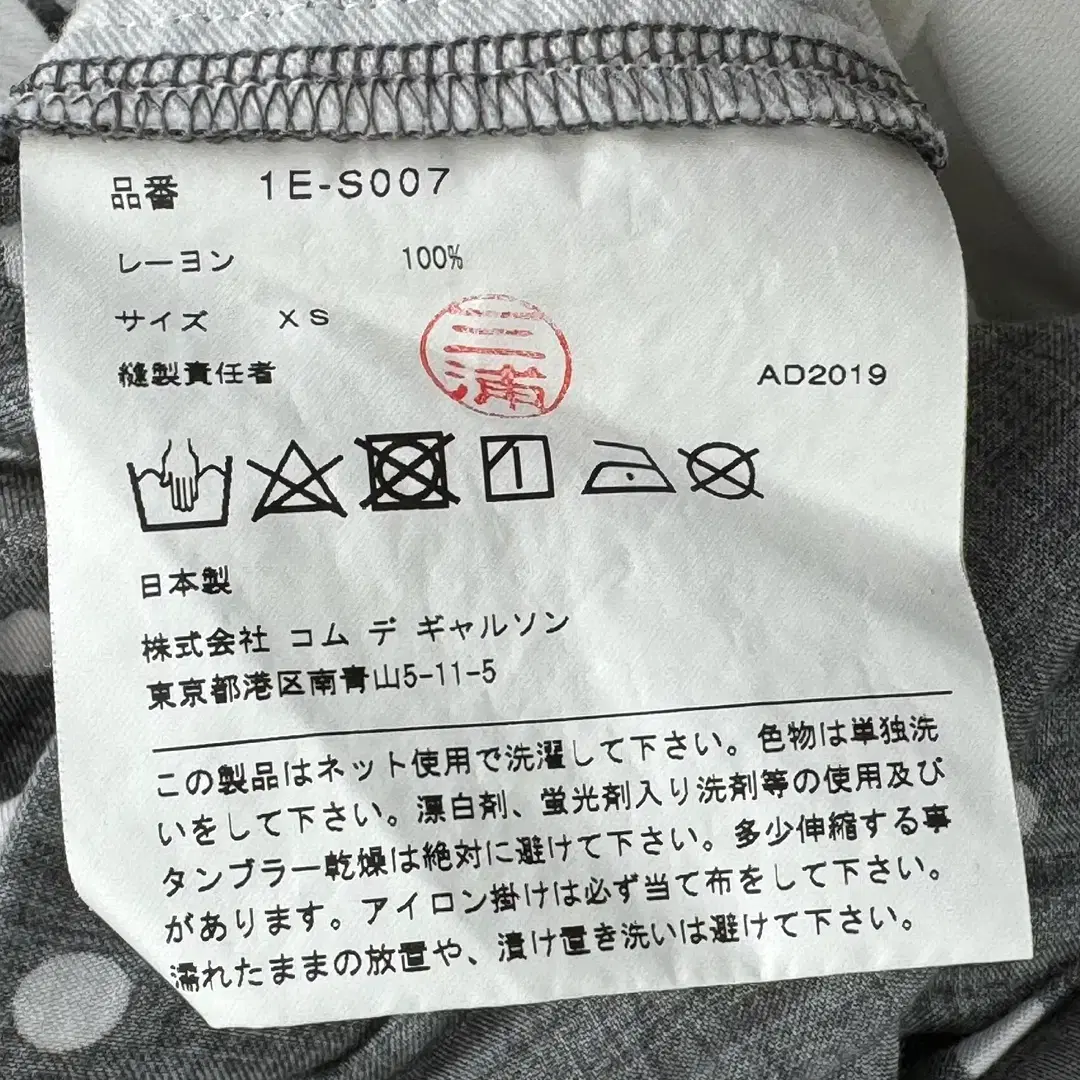 品番 1E-S007
レーヨン 100%
サイズ XS
縫製責任者 三浦 AD2019
日本製
株式会社 コム デ ギャルソン
東京都港区南青山5-11-5
この製品はネット使用で洗濯して下さい。色物は単独洗
いをして下さい。漂白剤、蛍光剤入り洗剤等の使用及び
タンブラー乾燥は絶対に避けて下さい。多少伸縮する事
があります。アイロン掛けは必ず当て布をして下さい。
濡れたままの放置や、漬け置き洗いは避けて下さい。